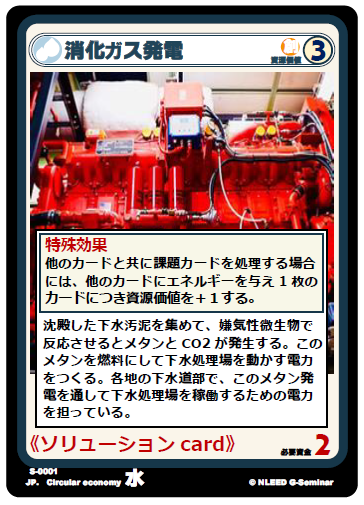 消化ガス発電
資源価値
3
特殊効果
他のカードと共に課題カードを処理する場合
には、他のカードにエネルギーを与え1枚の
カードにつき資源価値を＋1する。
沈殿した下水汚泥を集めて、嫌気性微生物で
反応させるとメタンとCO2が発生する。この
メタンを燃料にして下水処理場を動かす電力
をつくる。各地の下水道部で、このメタン発
電を通して下水処理場を稼働するための電力
を担っている。
《ソリューションcard》
必要資金 2
S-0001
JP. Circular economy 水
© NLEED G-Seminar